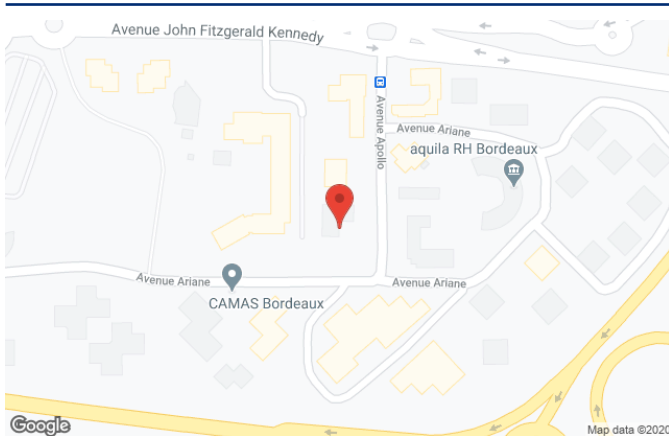 Avenue John Fitzgerald Kennedy
Avenue Apollo
Avenue Ariane
aquila RH Bordeaux
Avenue Ariane
Avenue Ariane
CAMAS Bordeaux
Google
Map data ©2020